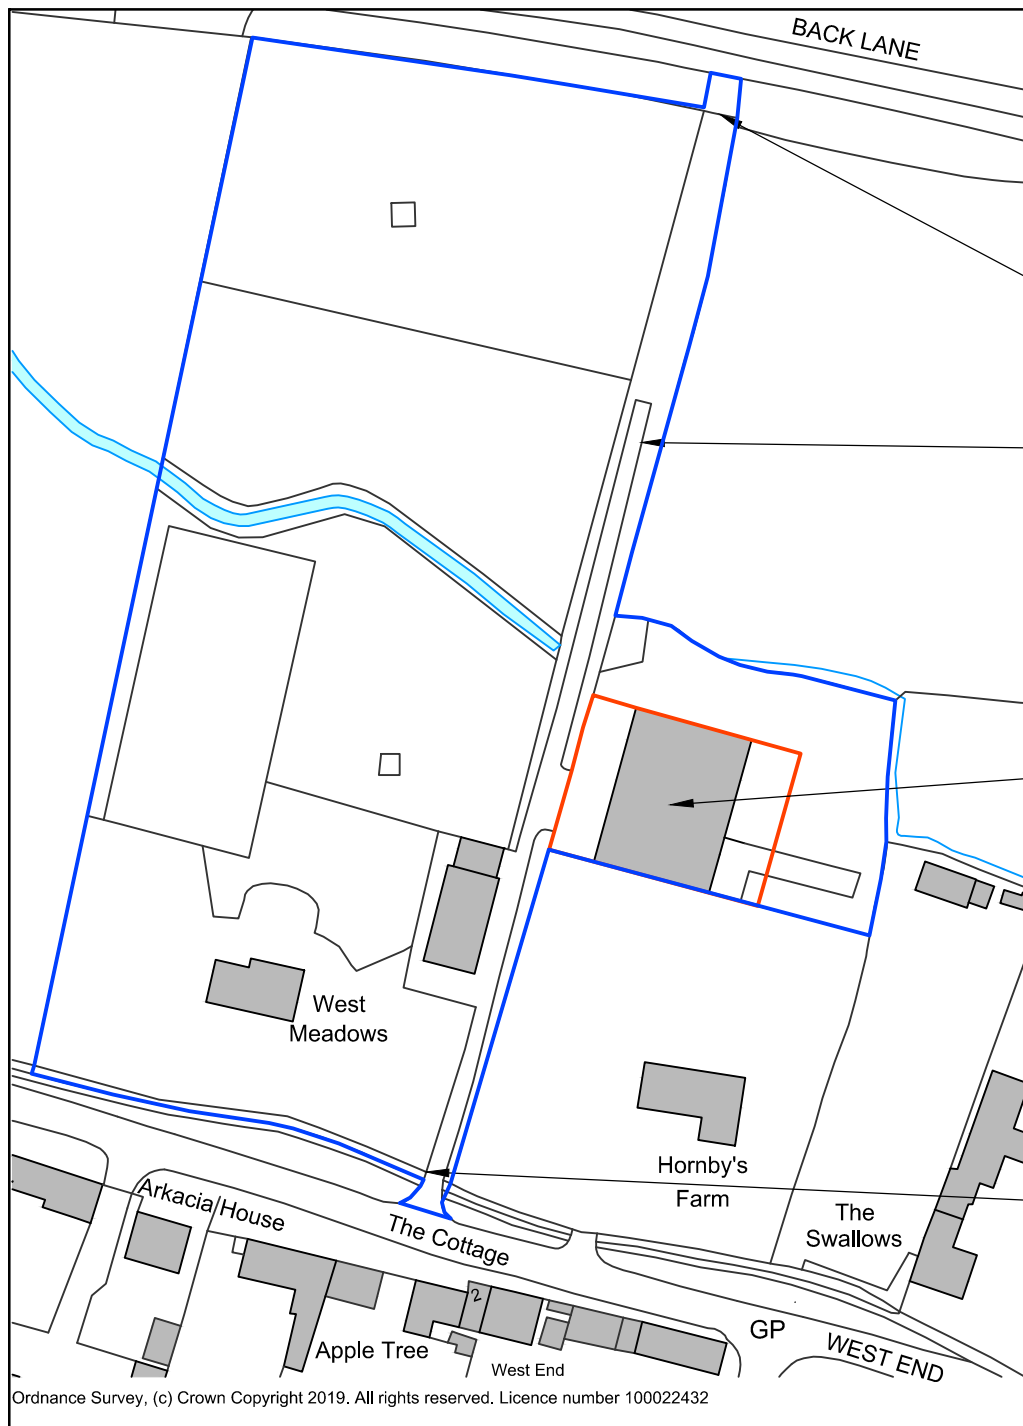 BACK LANE
West
Meadows
Hornby's
Farm
The
Swallows
Arkacia House
The Cottage
2
Apple Tree
West End
GP
WEST END
Ordnance Survey, (c) Crown Copyright 2019. All rights reserved. Licence number 100022432